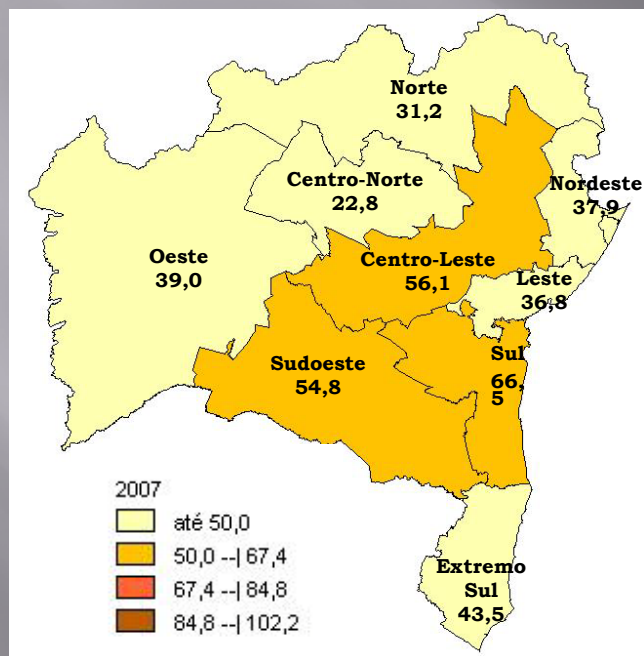 Norte
31,2
Centro-Norte
22,8
Nordeste
37,9
Oeste
39,0
Centro-Leste
56,1
Leste
36,8
Sudoeste
54,8
Sul
66,
5
Extremo
Sul
43,5
2007
até 50,0
50,0 --| 67,4
67,4 --| 84,8
84,8 --| 102,2